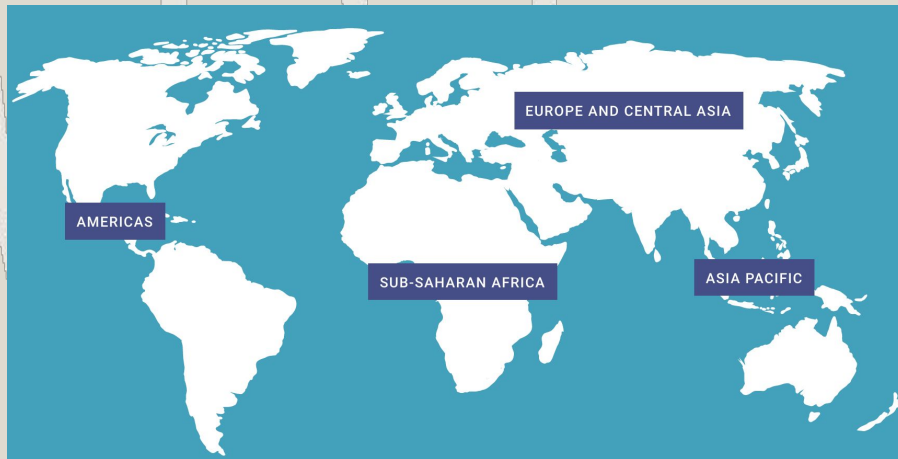 EUROPE AND CENTRAL ASIA
AMERICAS
SUB-SAHARAN AFRICA
ASIA PACIFIC